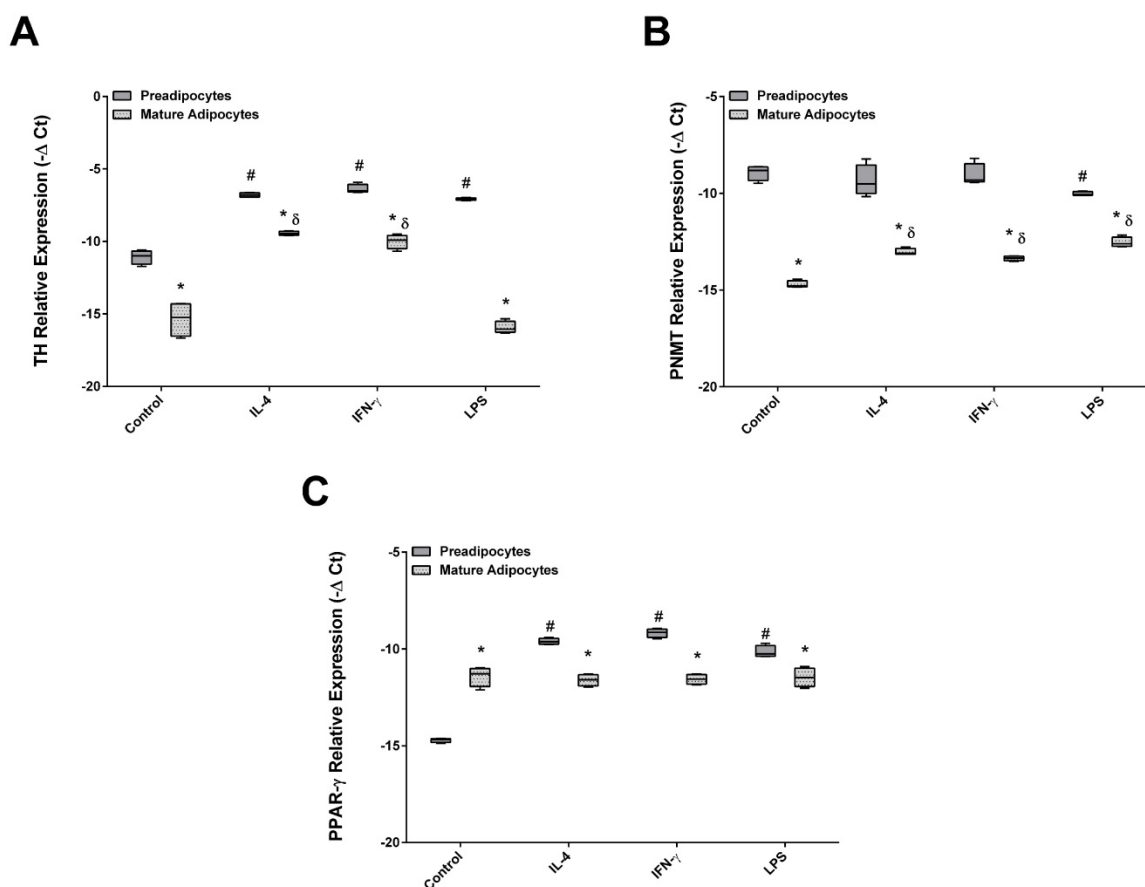 A
TH Relative Expression (-Δ Ct)
Preadipocytes
Mature Adipocytes
0
-5
-10
-15
-20
*
#
* δ
#
* δ
#
*
Control
IL-4
IFN-γ
LPS
B
PNMT Relative Expression (-Δ Ct)
Preadipocytes
Mature Adipocytes
-5
-10
-15
-20
*
* δ
* δ
#
* δ
Control
IL-4
IFN-γ
LPS
C
PPAR-γ Relative Expression (-Δ Ct)
Preadipocytes
Mature Adipocytes
-5
-10
-15
-20
*
#
*
#
*
#
*
Control
IL-4
IFN-γ
LPS